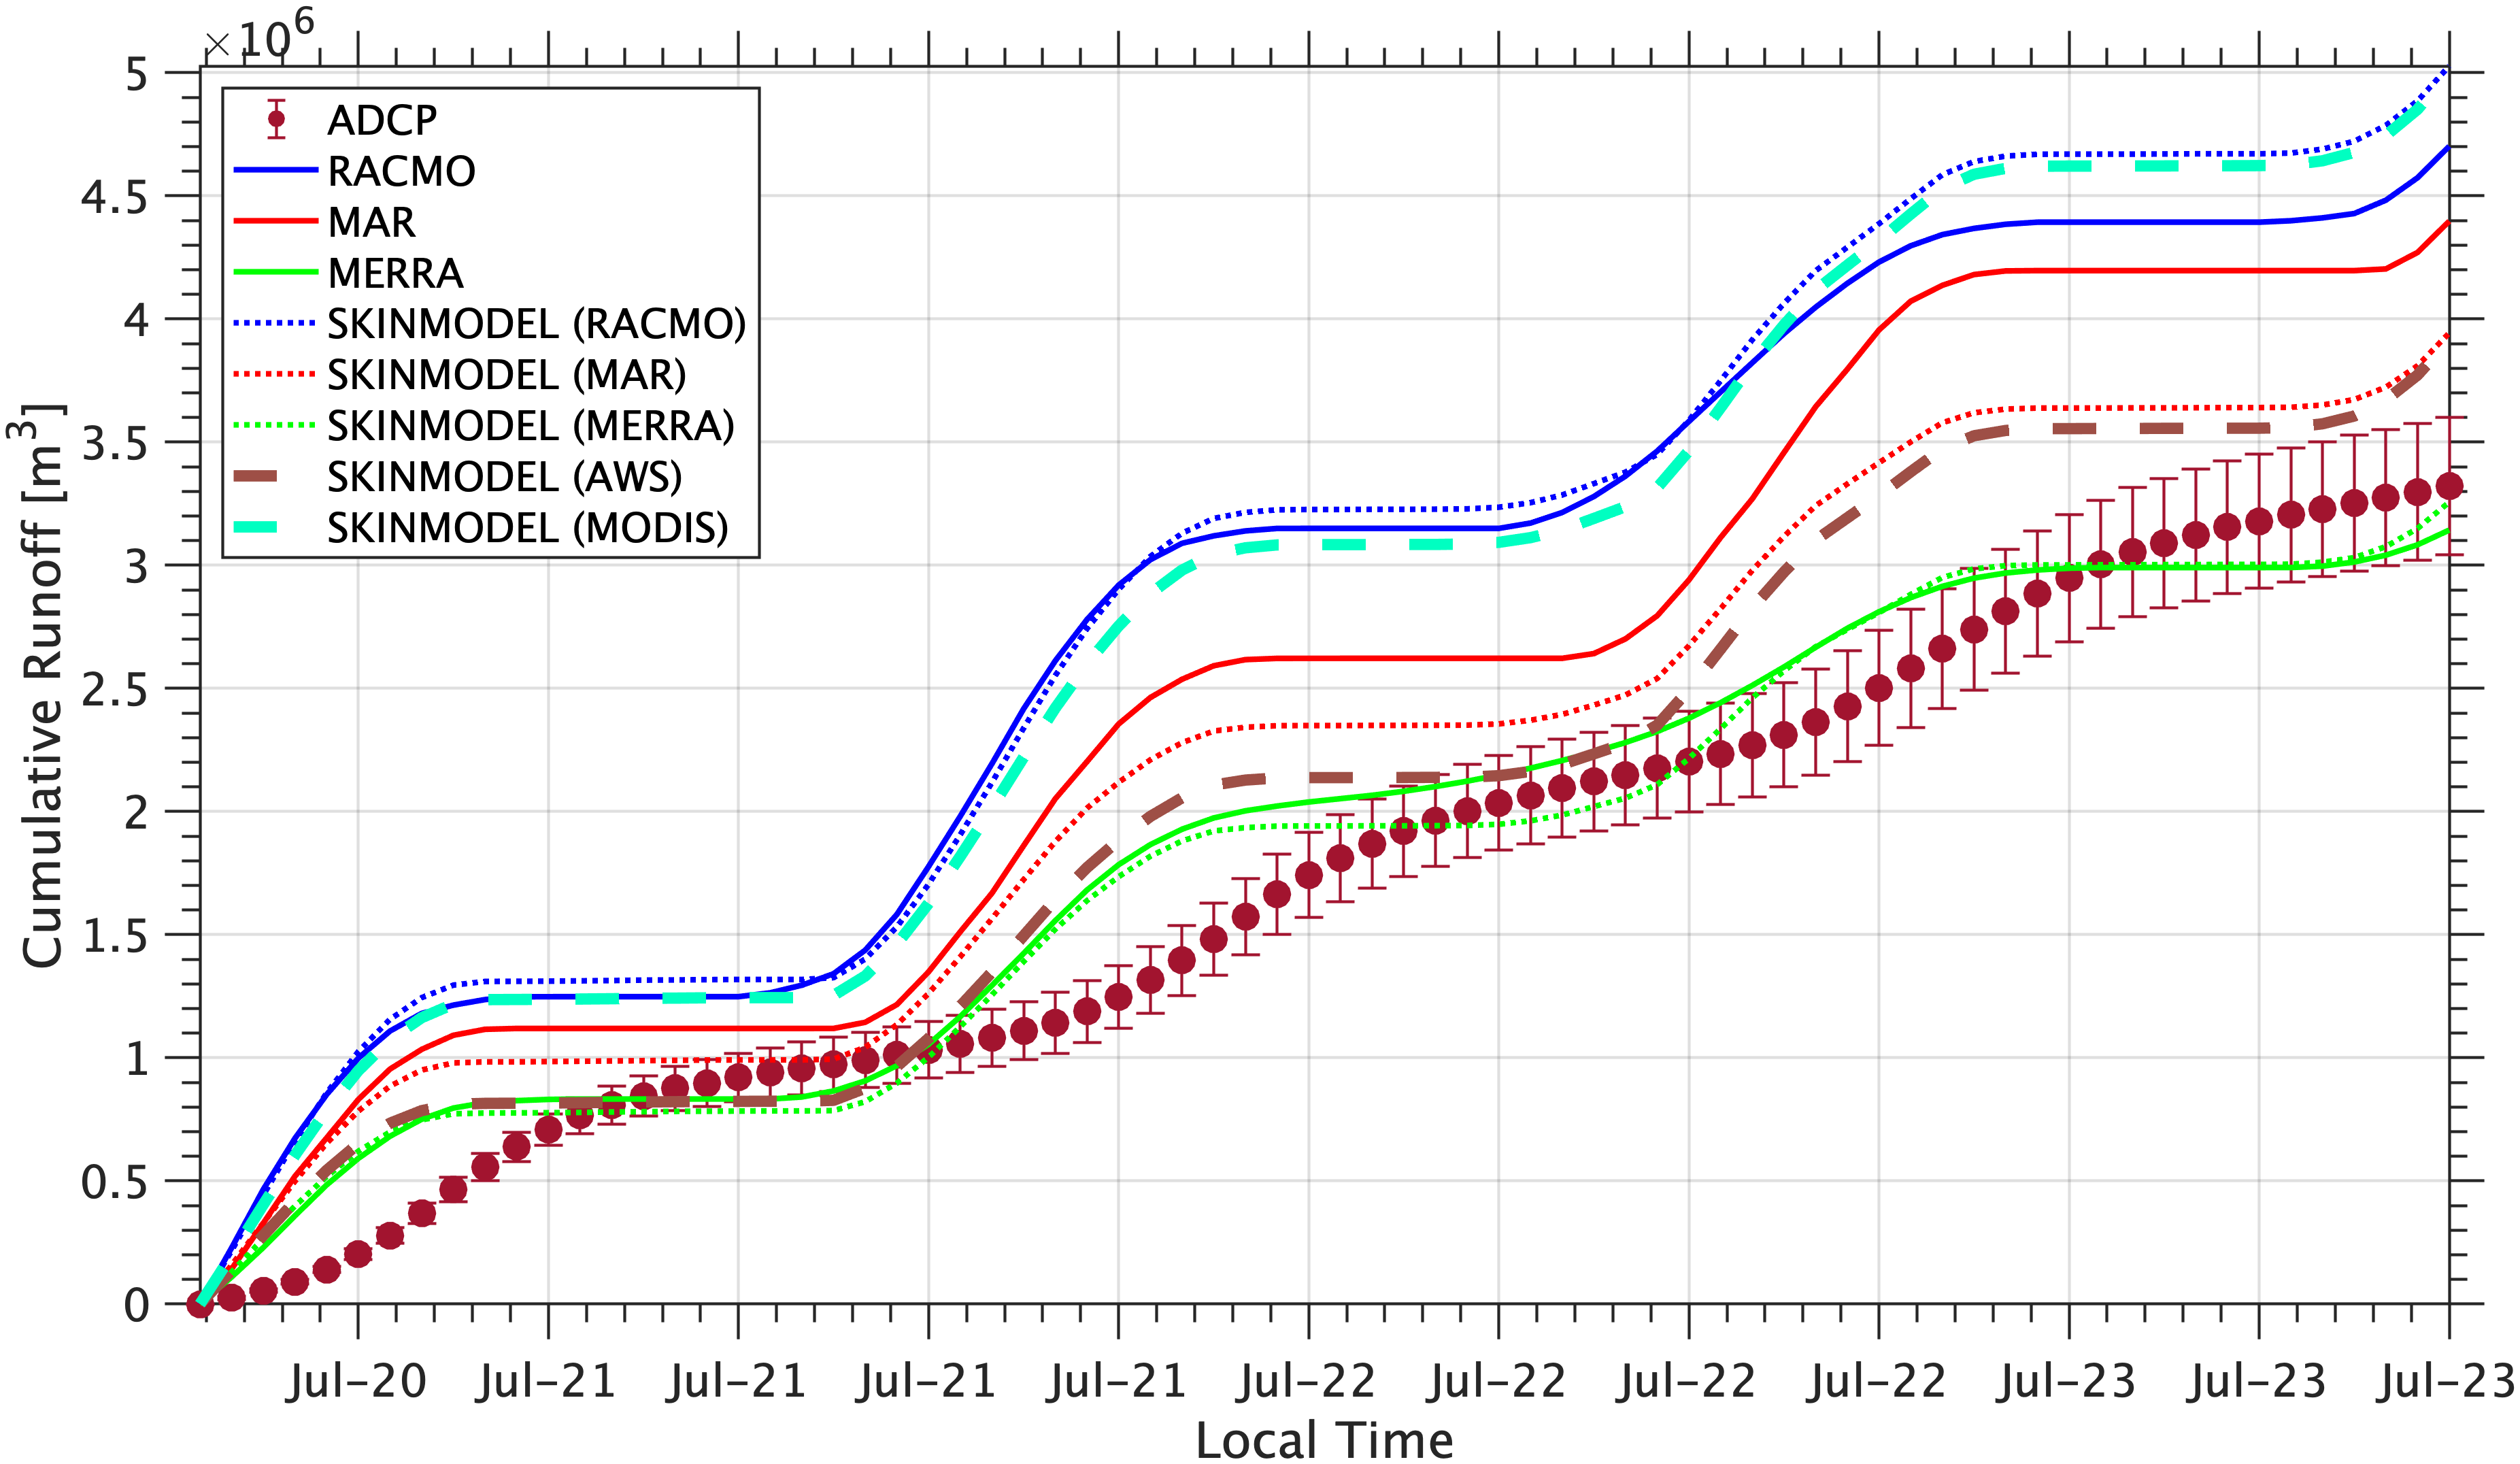 ×10^6
5
4.5
4
3.5
3
2.5
2
1.5
1
0.5
0
Cumulative Runoff [m^3]
ADCP
RACMO
MAR
MERRA
SKINMODEL (RACMO)
SKINMODEL (MAR)
SKINMODEL (MERRA)
SKINMODEL (AWS)
SKINMODEL (MODIS)
Jul-20 Jul-21 Jul-21 Jul-21 Jul-21 Jul-22 Jul-22 Jul-22 Jul-22 Jul-23 Jul-23 Jul-23
Local Time